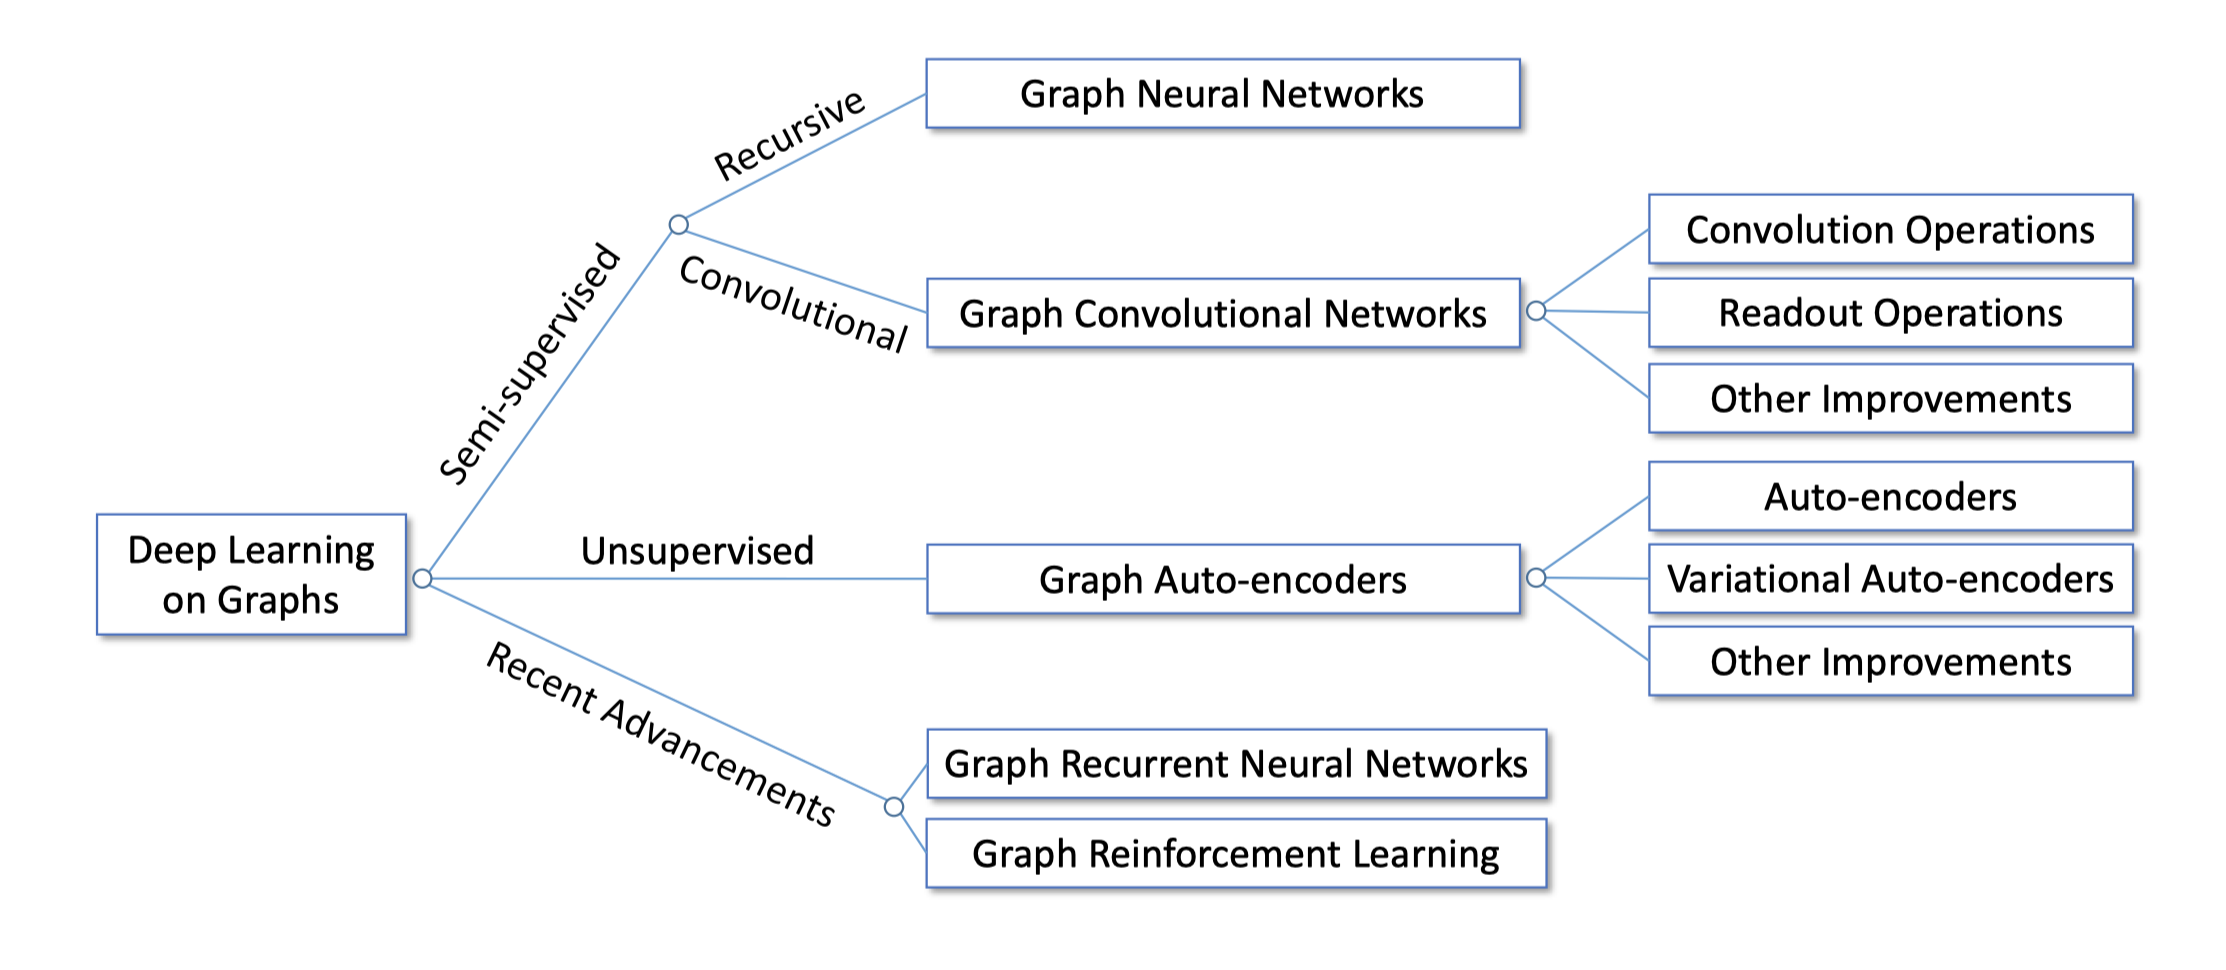 Deep Learning
on Graphs
Semi-supervised
Recursive
Graph Neural Networks
Convolutional
Graph Convolutional Networks
Convolution Operations
Readout Operations
Other Improvements
Unsupervised
Graph Auto-encoders
Auto-encoders
Variational Auto-encoders
Other Improvements
Recent Advancements
Graph Recurrent Neural Networks
Graph Reinforcement Learning